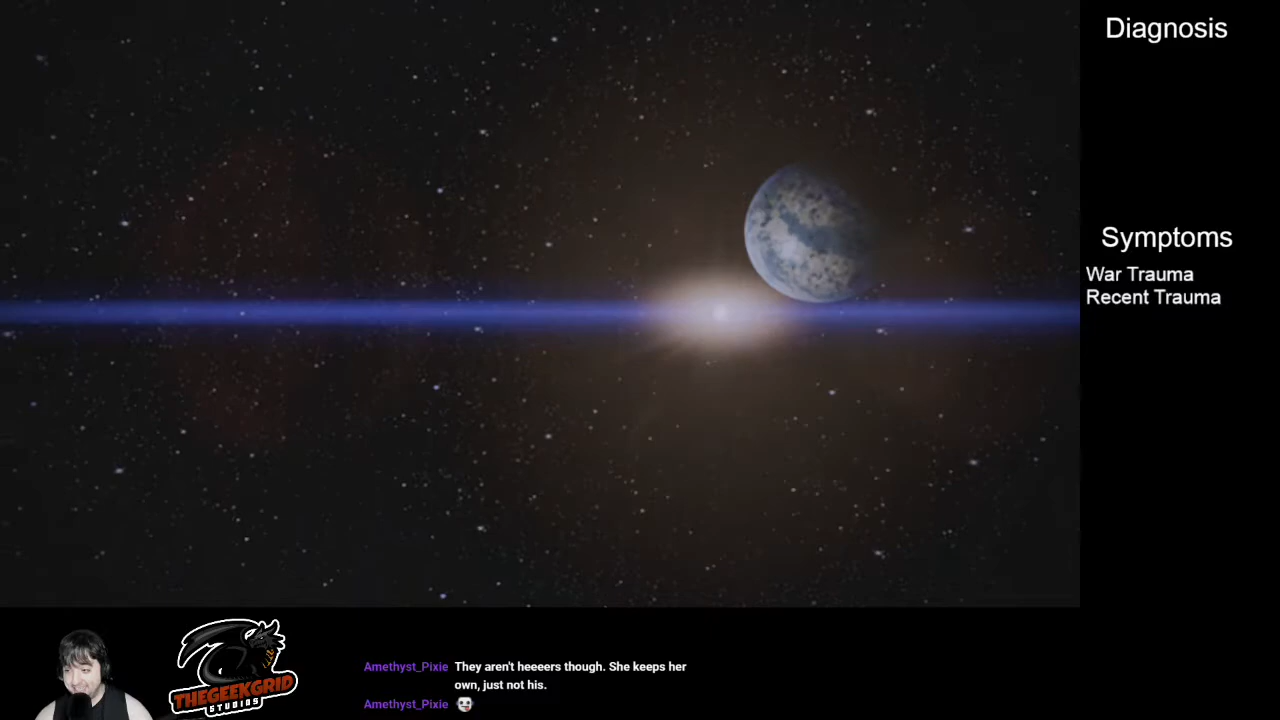 Diagnosis
Symptoms
War Trauma
Recent Trauma
THEGEEKGRID
STUDIOS
Amethyst_Pixie They aren't heeeers though. She keeps her
own, just not his.
Amethyst_Pixie